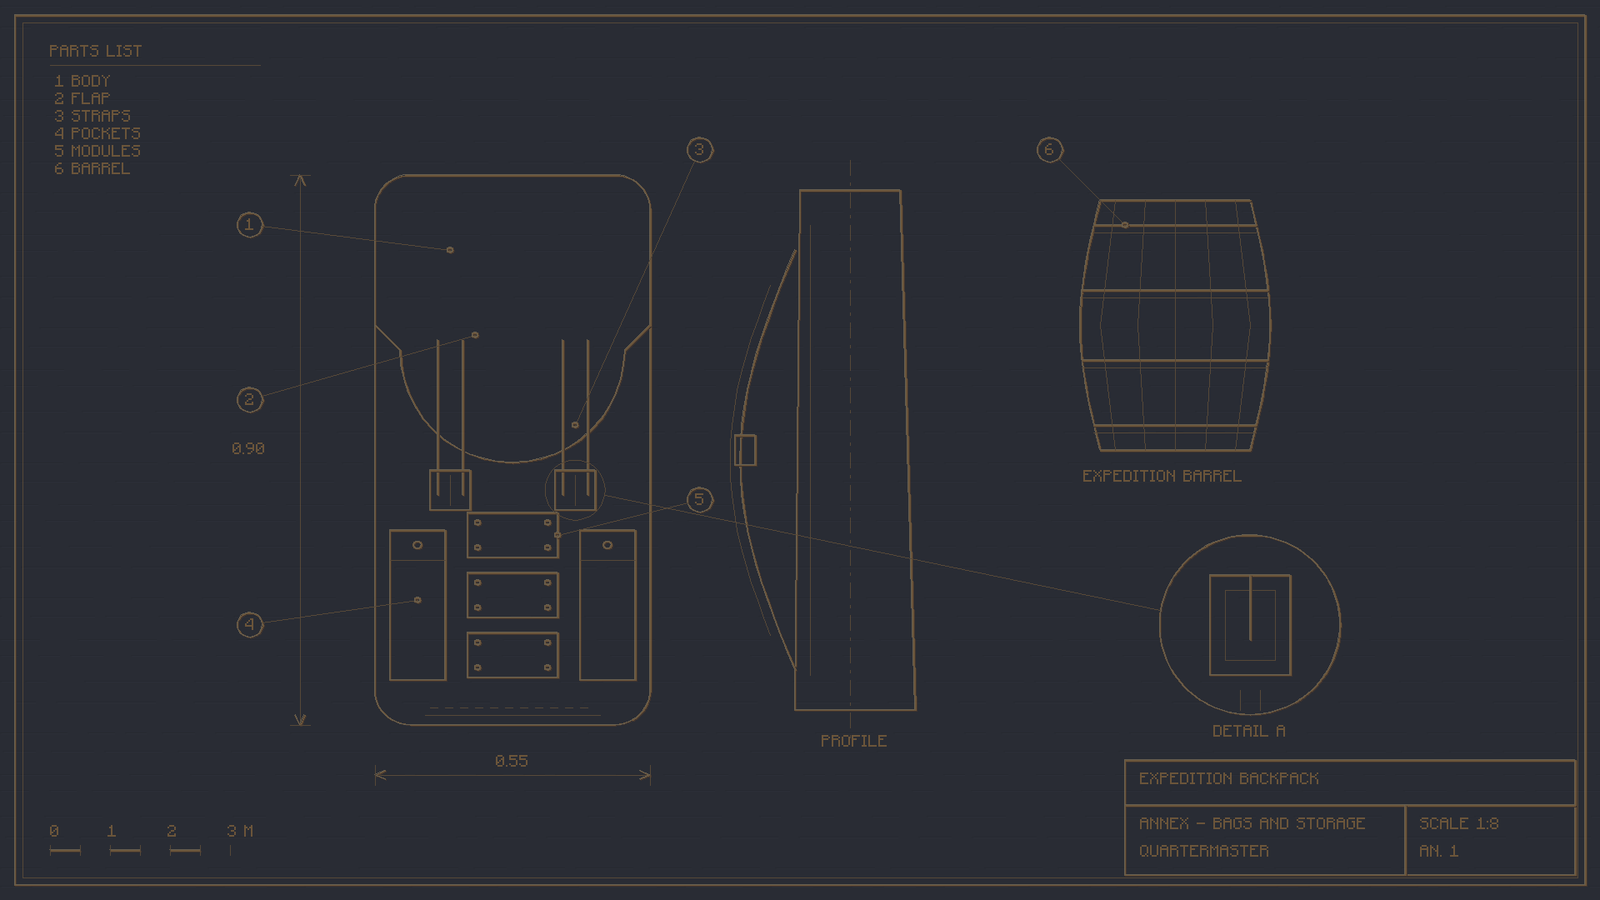 PARTS LIST
1 BODY
2 FLAP
3 STRAPS
4 POCKETS
5 MODULES
6 BARREL
3
6
1
2
0.90
EXPEDITION BARREL
5
4
DETAIL A
PROFILE
0.55
EXPEDITION BACKPACK
ANNEX - BAGS AND STORAGE
SCALE 1:8
QUARTERMASTER
AN. 1
0 1 2 3 M